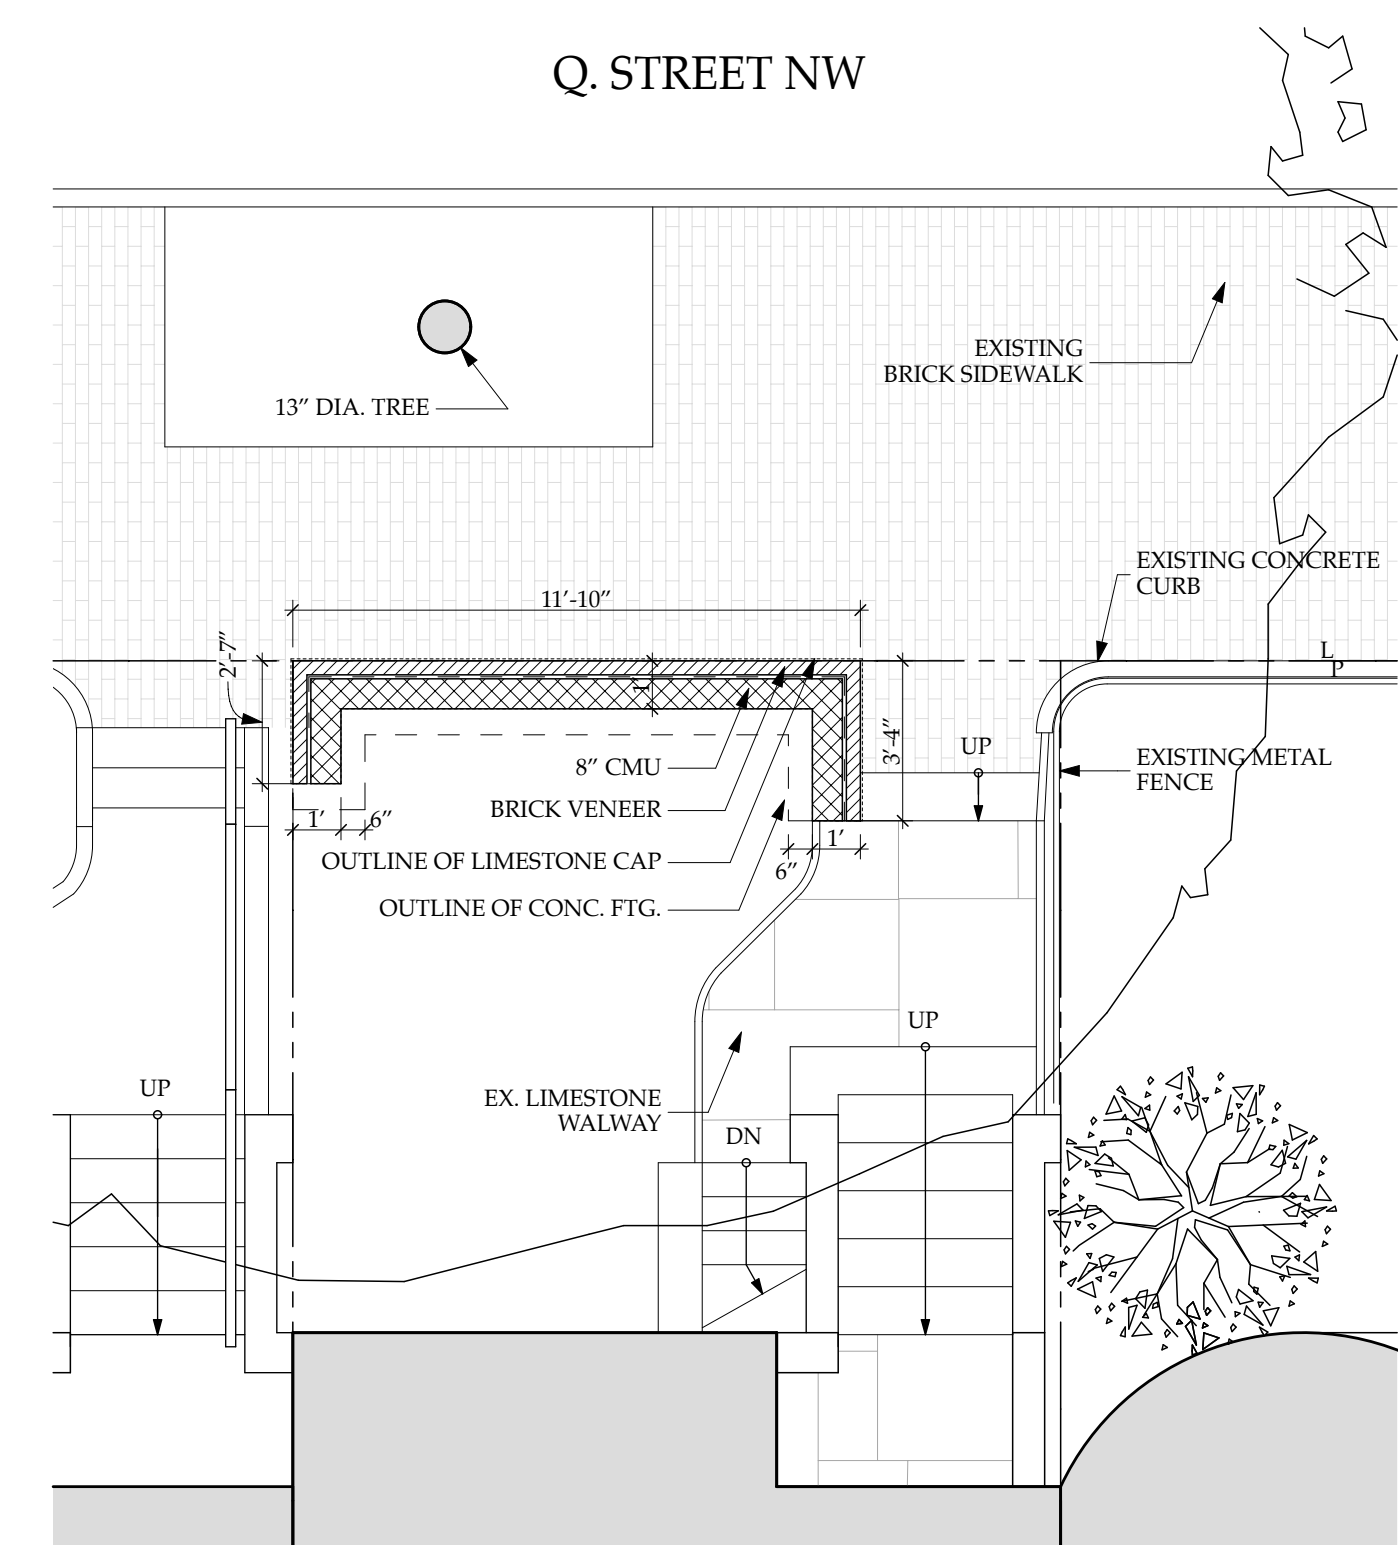 Q. STREET NW
EXISTING
BRICK SIDEWALK
13" DIA. TREE
EXISTING CONCRETE
CURB
11'-10"
2'-7"
L
P
1'
3'-4"
UP
EXISTING METAL
FENCE
8" CMU
BRICK VENEER
1'
6"
1'
OUTLINE OF LIMESTONE CAP
6"
OUTLINE OF CONC. FTG.
UP
UP
EX. LIMESTONE
WALWAY
DN